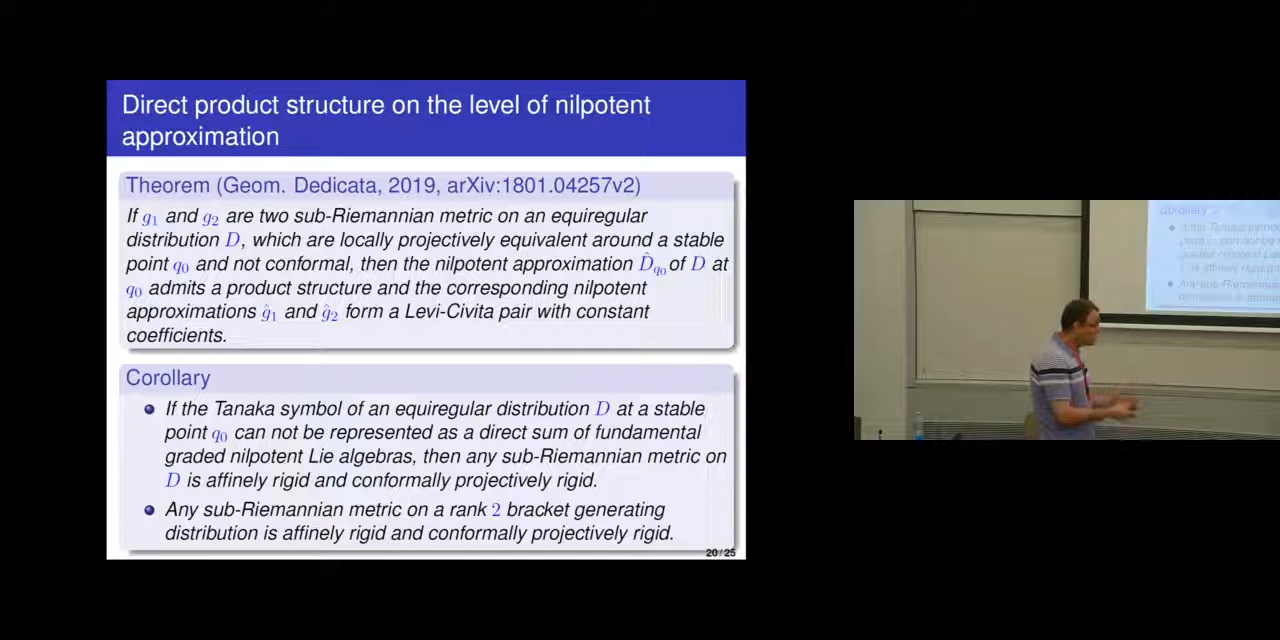 Direct product structure on the level of nilpotent
approximation
Theorem (Geom. Dedicata, 2019, arXiv:1801.04257v2)
If g₁ and g₂ are two sub-Riemannian metric on an equiregular
distribution D, which are locally projectively equivalent around a stable
point q₀ and not conformal, then the nilpotent approximation D̂_q₀ of D at
q₀ admits a product structure and the corresponding nilpotent
approximations ĝ₁ and ĝ₂ form a Levi-Civita pair with constant
coefficients.
Corollary
If the Tanaka symbol of an equiregular distribution D at a stable
point q₀ can not be represented as a direct sum of fundamental
graded nilpotent Lie algebras, then any sub-Riemannian metric on
D is affinely rigid and conformally projectively rigid.
Any sub-Riemannian metric on a rank 2 bracket generating
distribution is affinely rigid and conformally projectively rigid.
20 / 25
Corollary